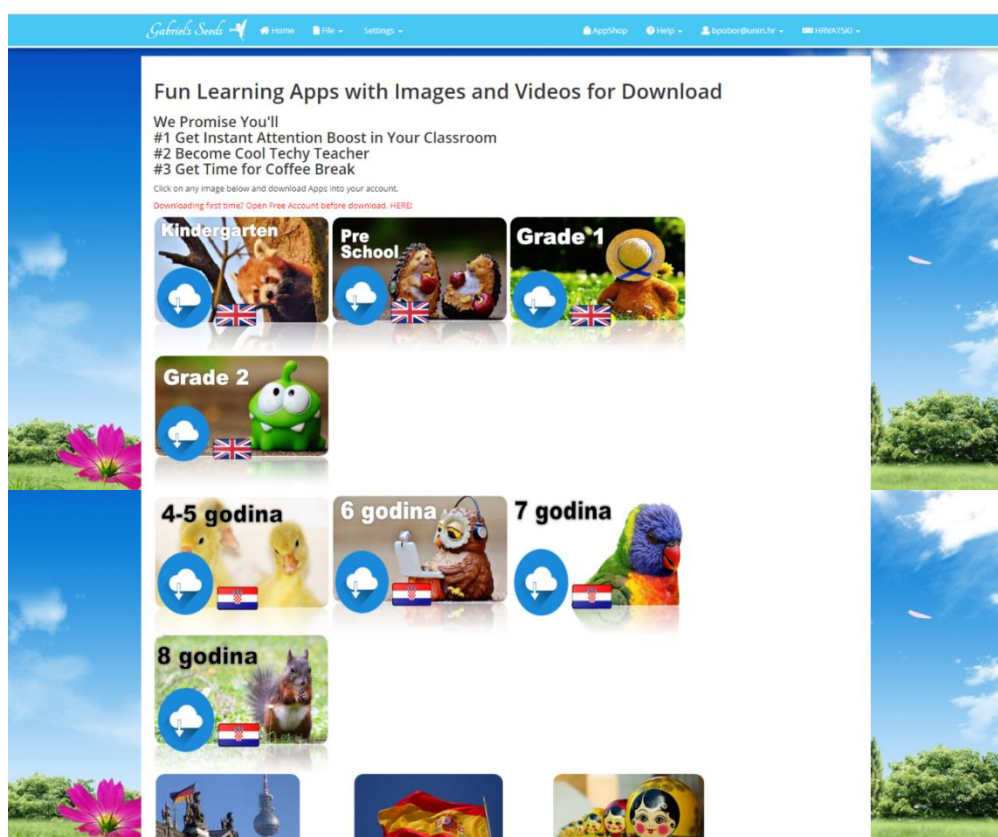 Gabriel's Seeds Home File Settings AppShop Help bpobor@uniri.hr HRVATSKI
Fun Learning Apps with Images and Videos for Download
We Promise You'll
#1 Get Instant Attention Boost in Your Classroom
#2 Become Cool Techy Teacher
#3 Get Time for Coffee Break
Click on any image below and download Apps into your account.
Downloading first time? Open Free Account before download. HERE!
Kindergarten
Pre
School
Grade 1
Grade 2
4-5 godina
6 godina
7 godina
8 godina